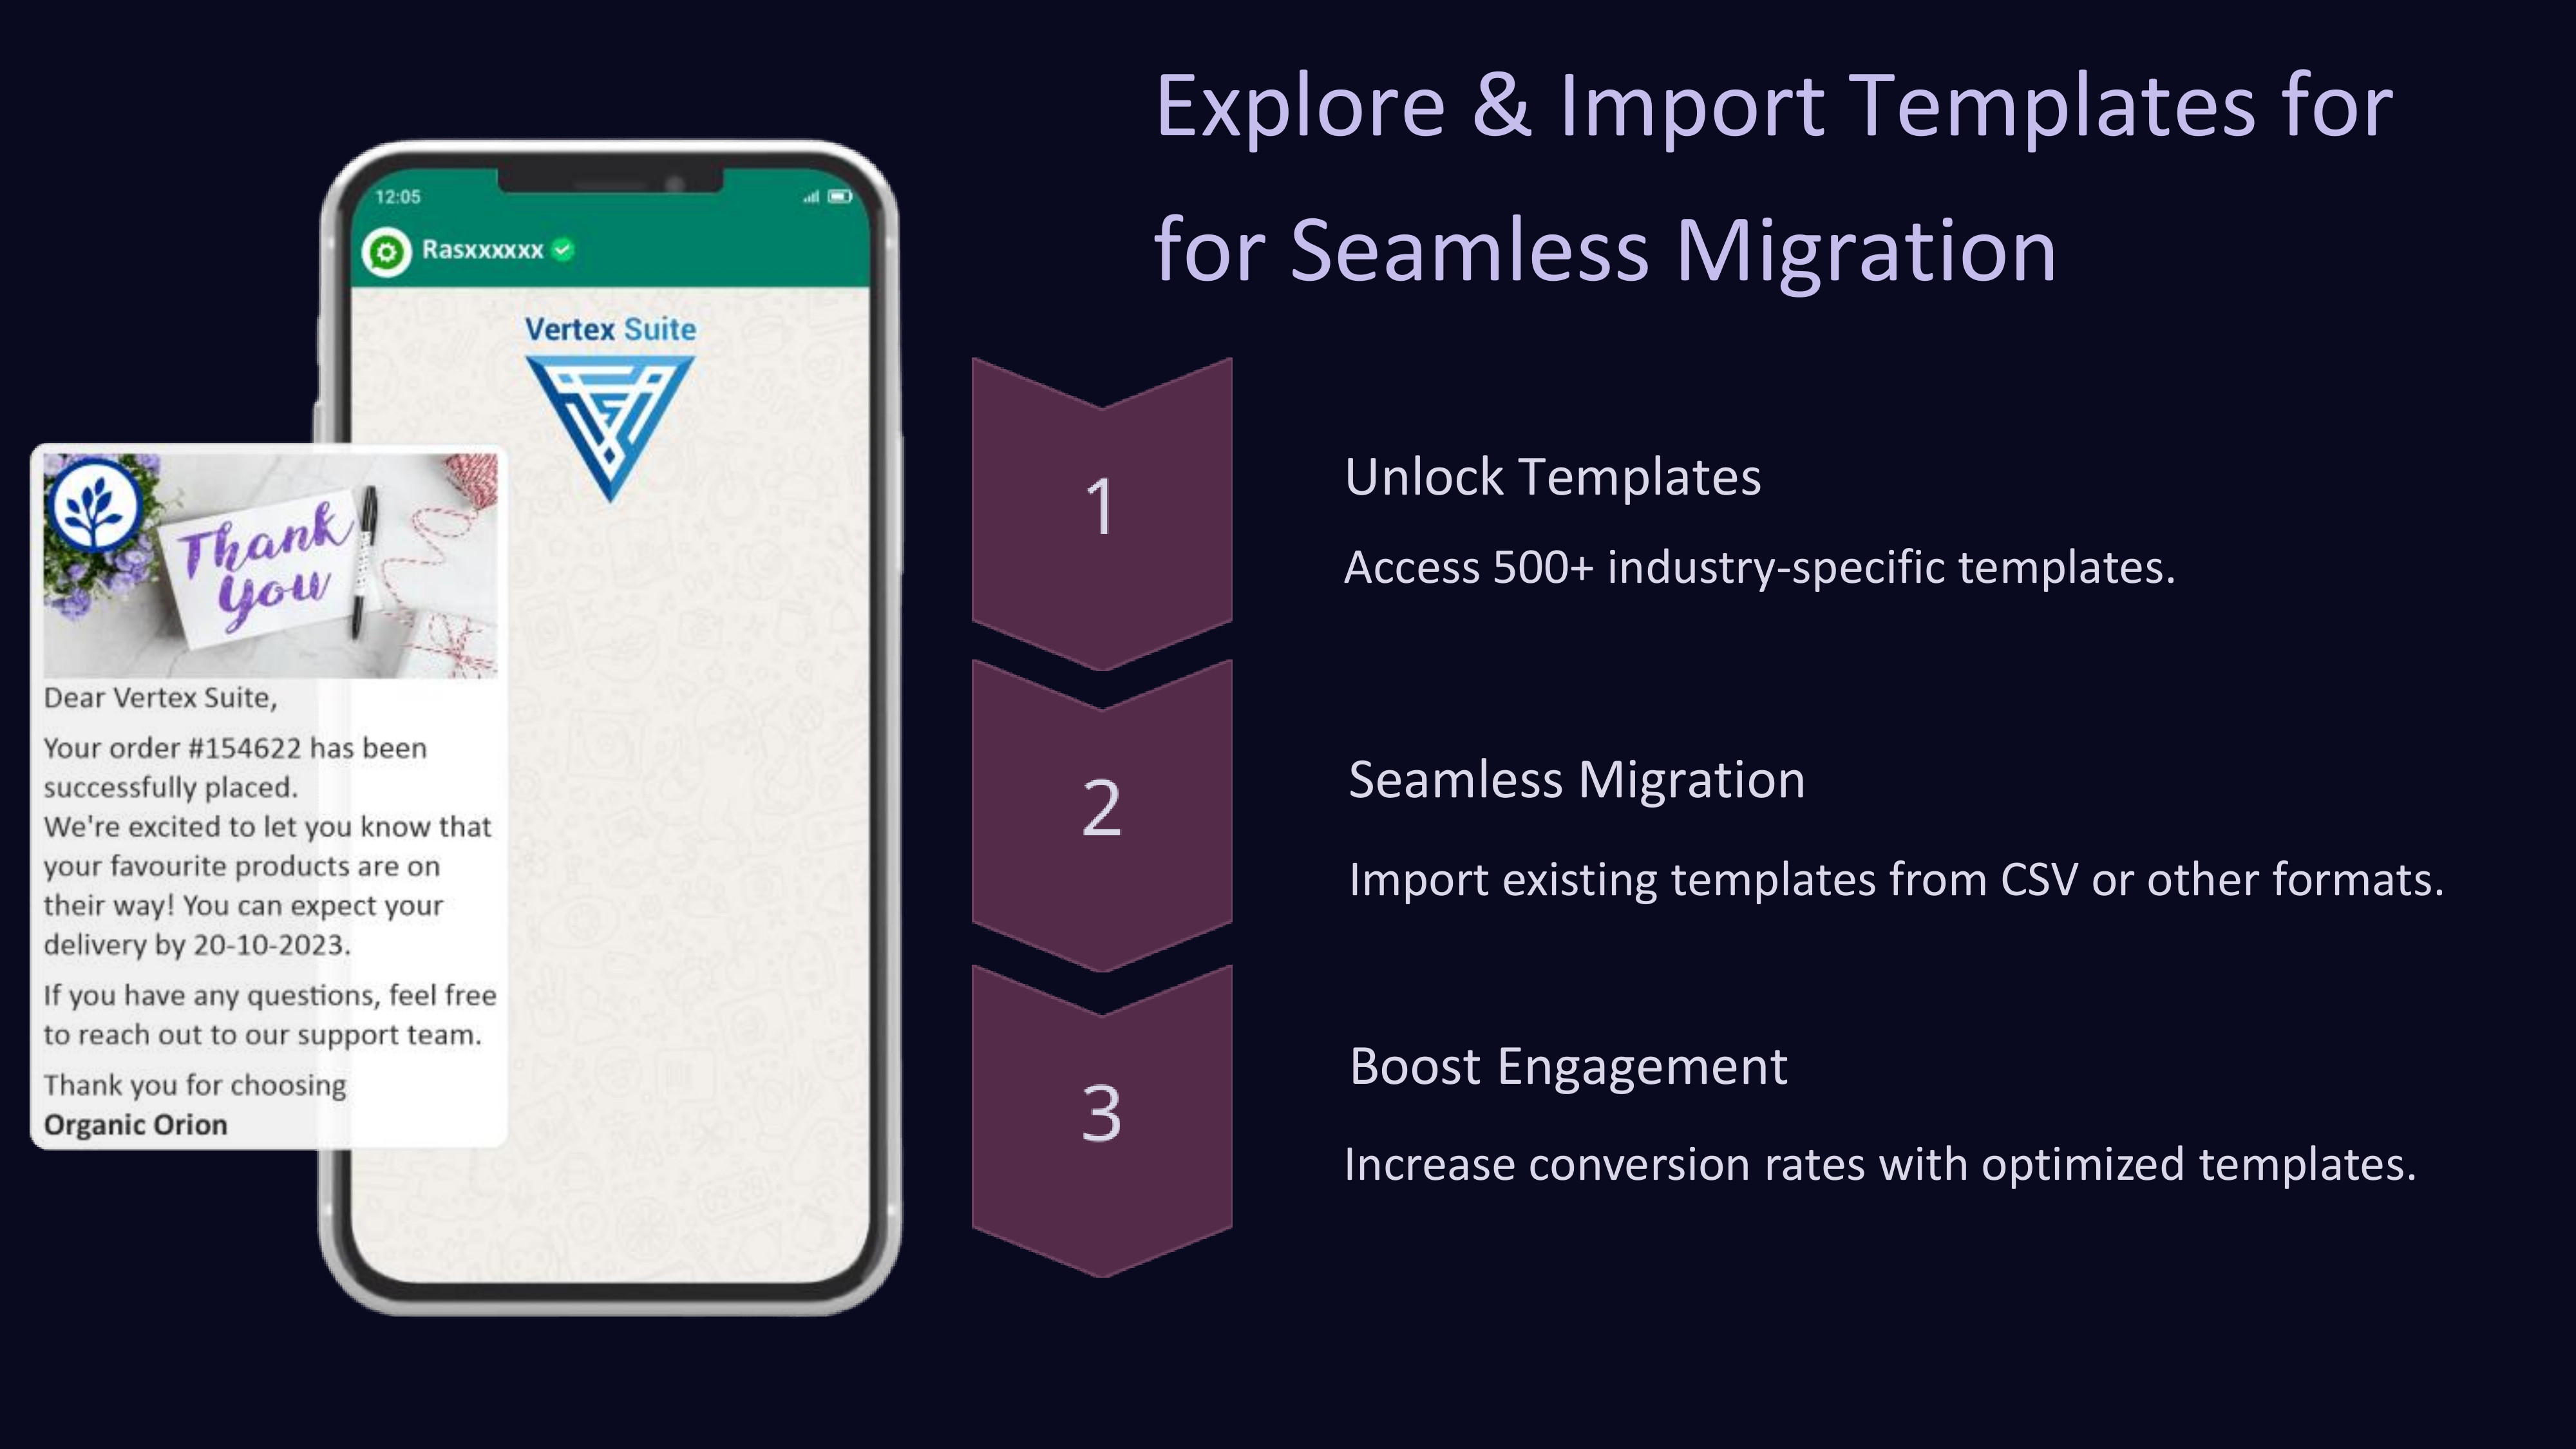 Explore & Import Templates for
for Seamless Migration
12:05
Rasxxxxxx
Vertex Suite
Thank
you
Dear Vertex Suite,
Your order #154622 has been
successfully placed.
We're excited to let you know that
your favourite products are on
their way! You can expect your
delivery by 20-10-2023.
If you have any questions, feel free
to reach out to our support team.
Thank you for choosing
Organic Orion
1
Unlock Templates
Access 500+ industry-specific templates.
2
Seamless Migration
Import existing templates from CSV or other formats.
3
Boost Engagement
Increase conversion rates with optimized templates.